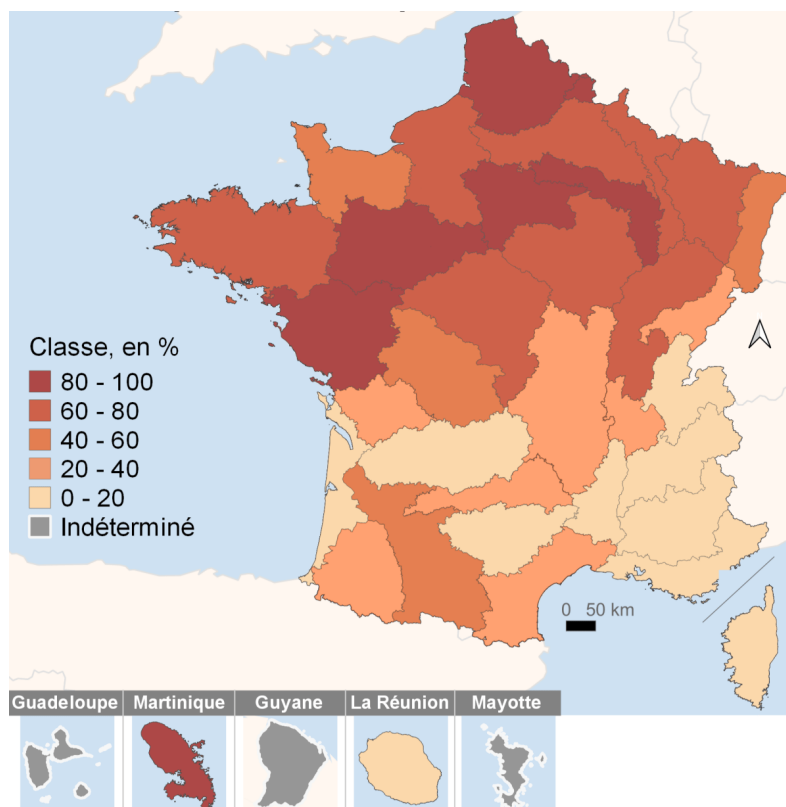 Classe, en %
80 - 100
60 - 80
40 - 60
20 - 40
0 - 20
Indéterminé
0 50 km
Guadeloupe Martinique Guyane La Réunion Mayotte